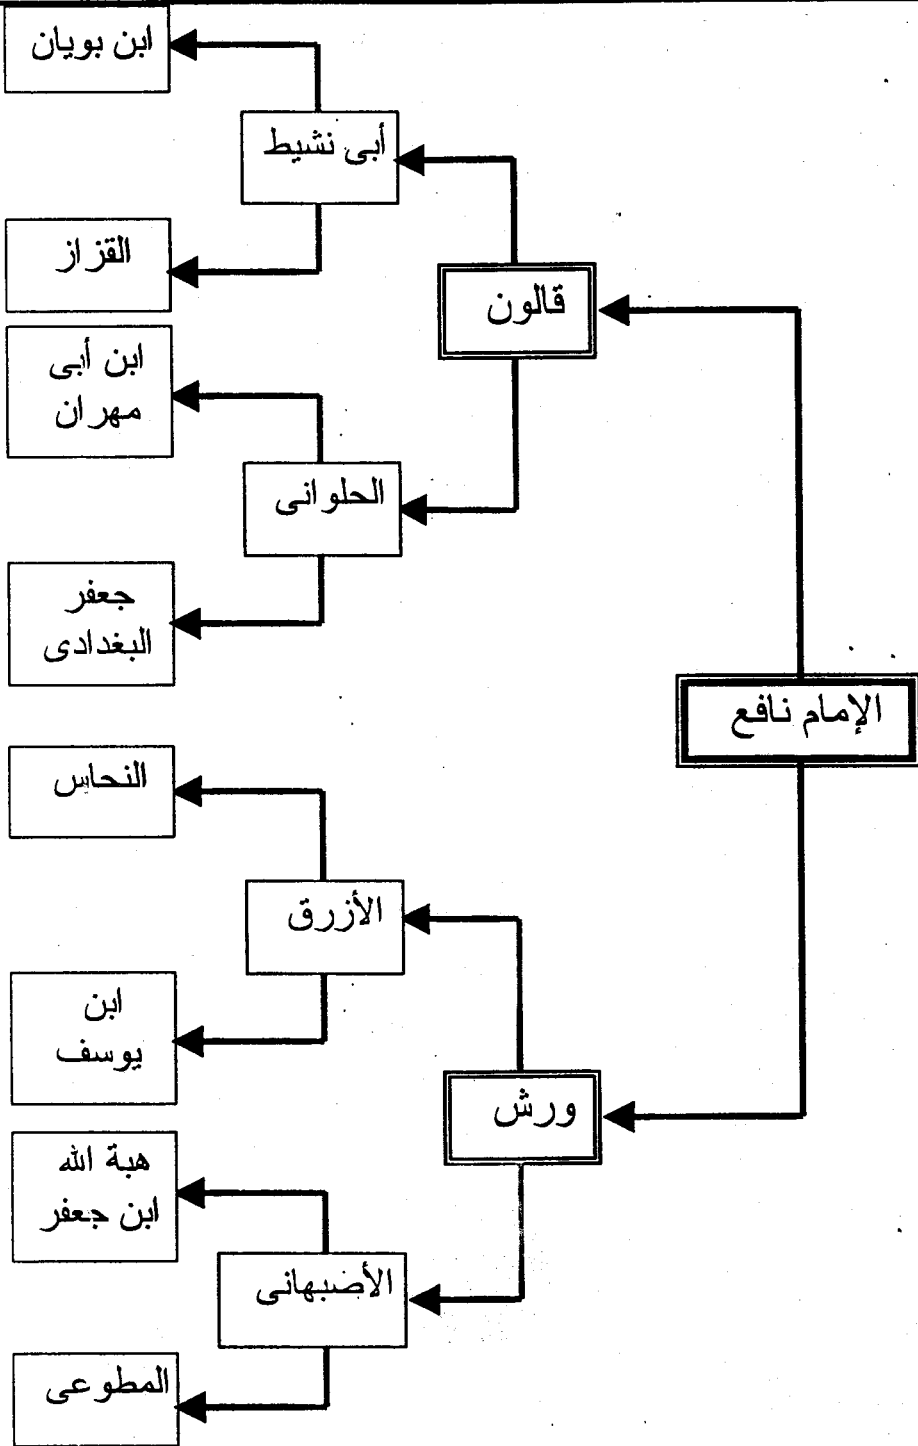 ابن بويان
أبى نشيط
القزاز
قالون
ابن أبى
مهران
الحلوانى
جعفر
البغدادى
الإمام نافع
النحاس
الأزرق
ابن
يوسف
ورش
هبة الله
ابن جعفر
الأضبهانى
المطوعى